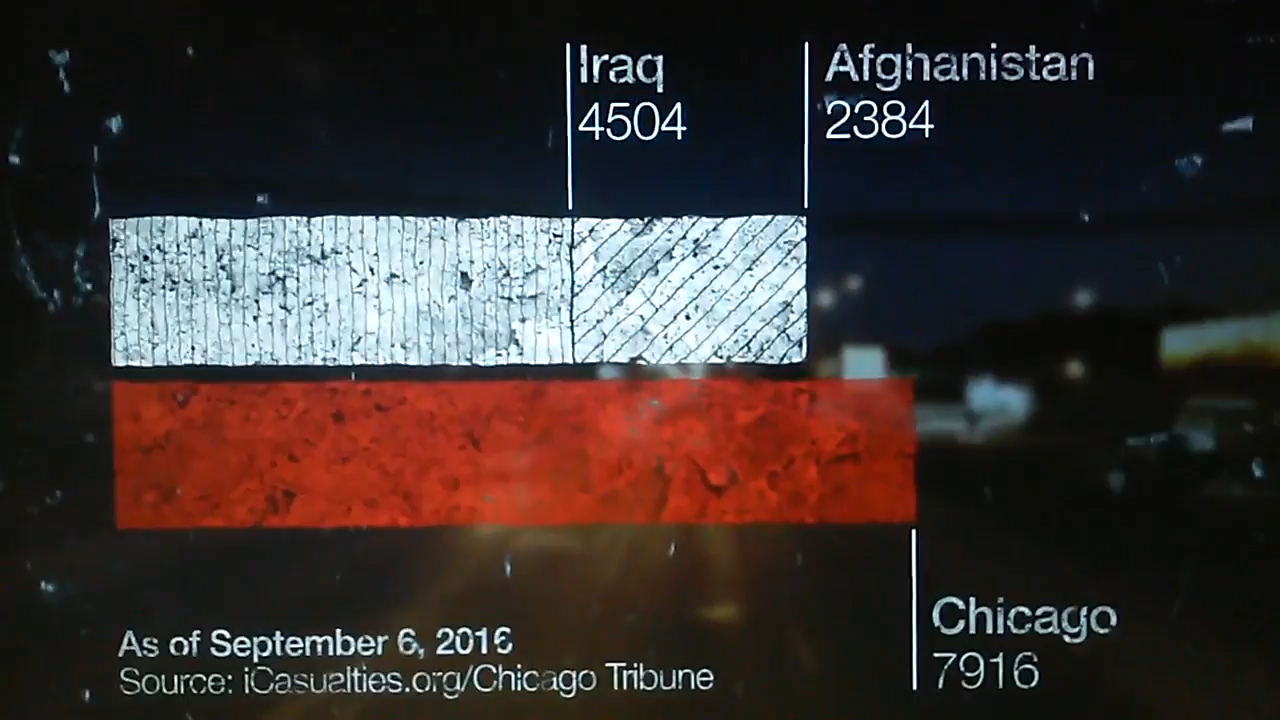 Iraq
4504
Afghanistan
2384
As of September 6, 2016
Source: iCasualties.org/Chicago Tribune
Chicago
7916